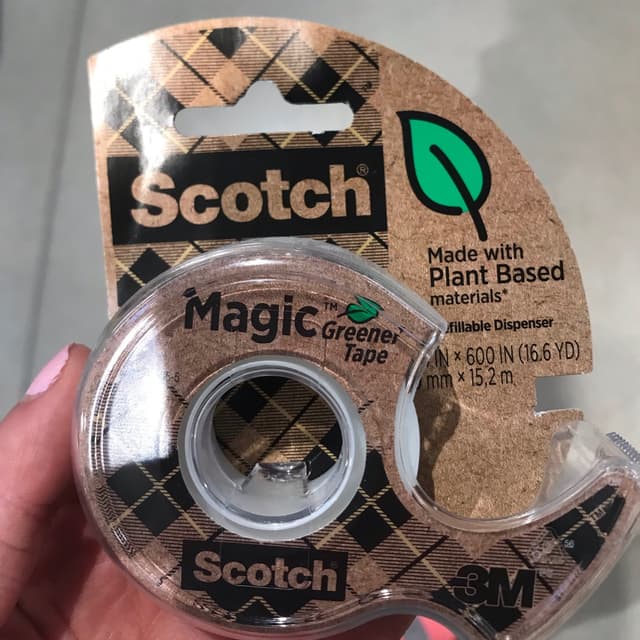 Scotch®
Made with
Plant Based
materials*
fillable Dispenser
IN × 600 IN (16.6 YD)
mm × 15,2 m
Magic™
Greener
Tape
Scotch
3M